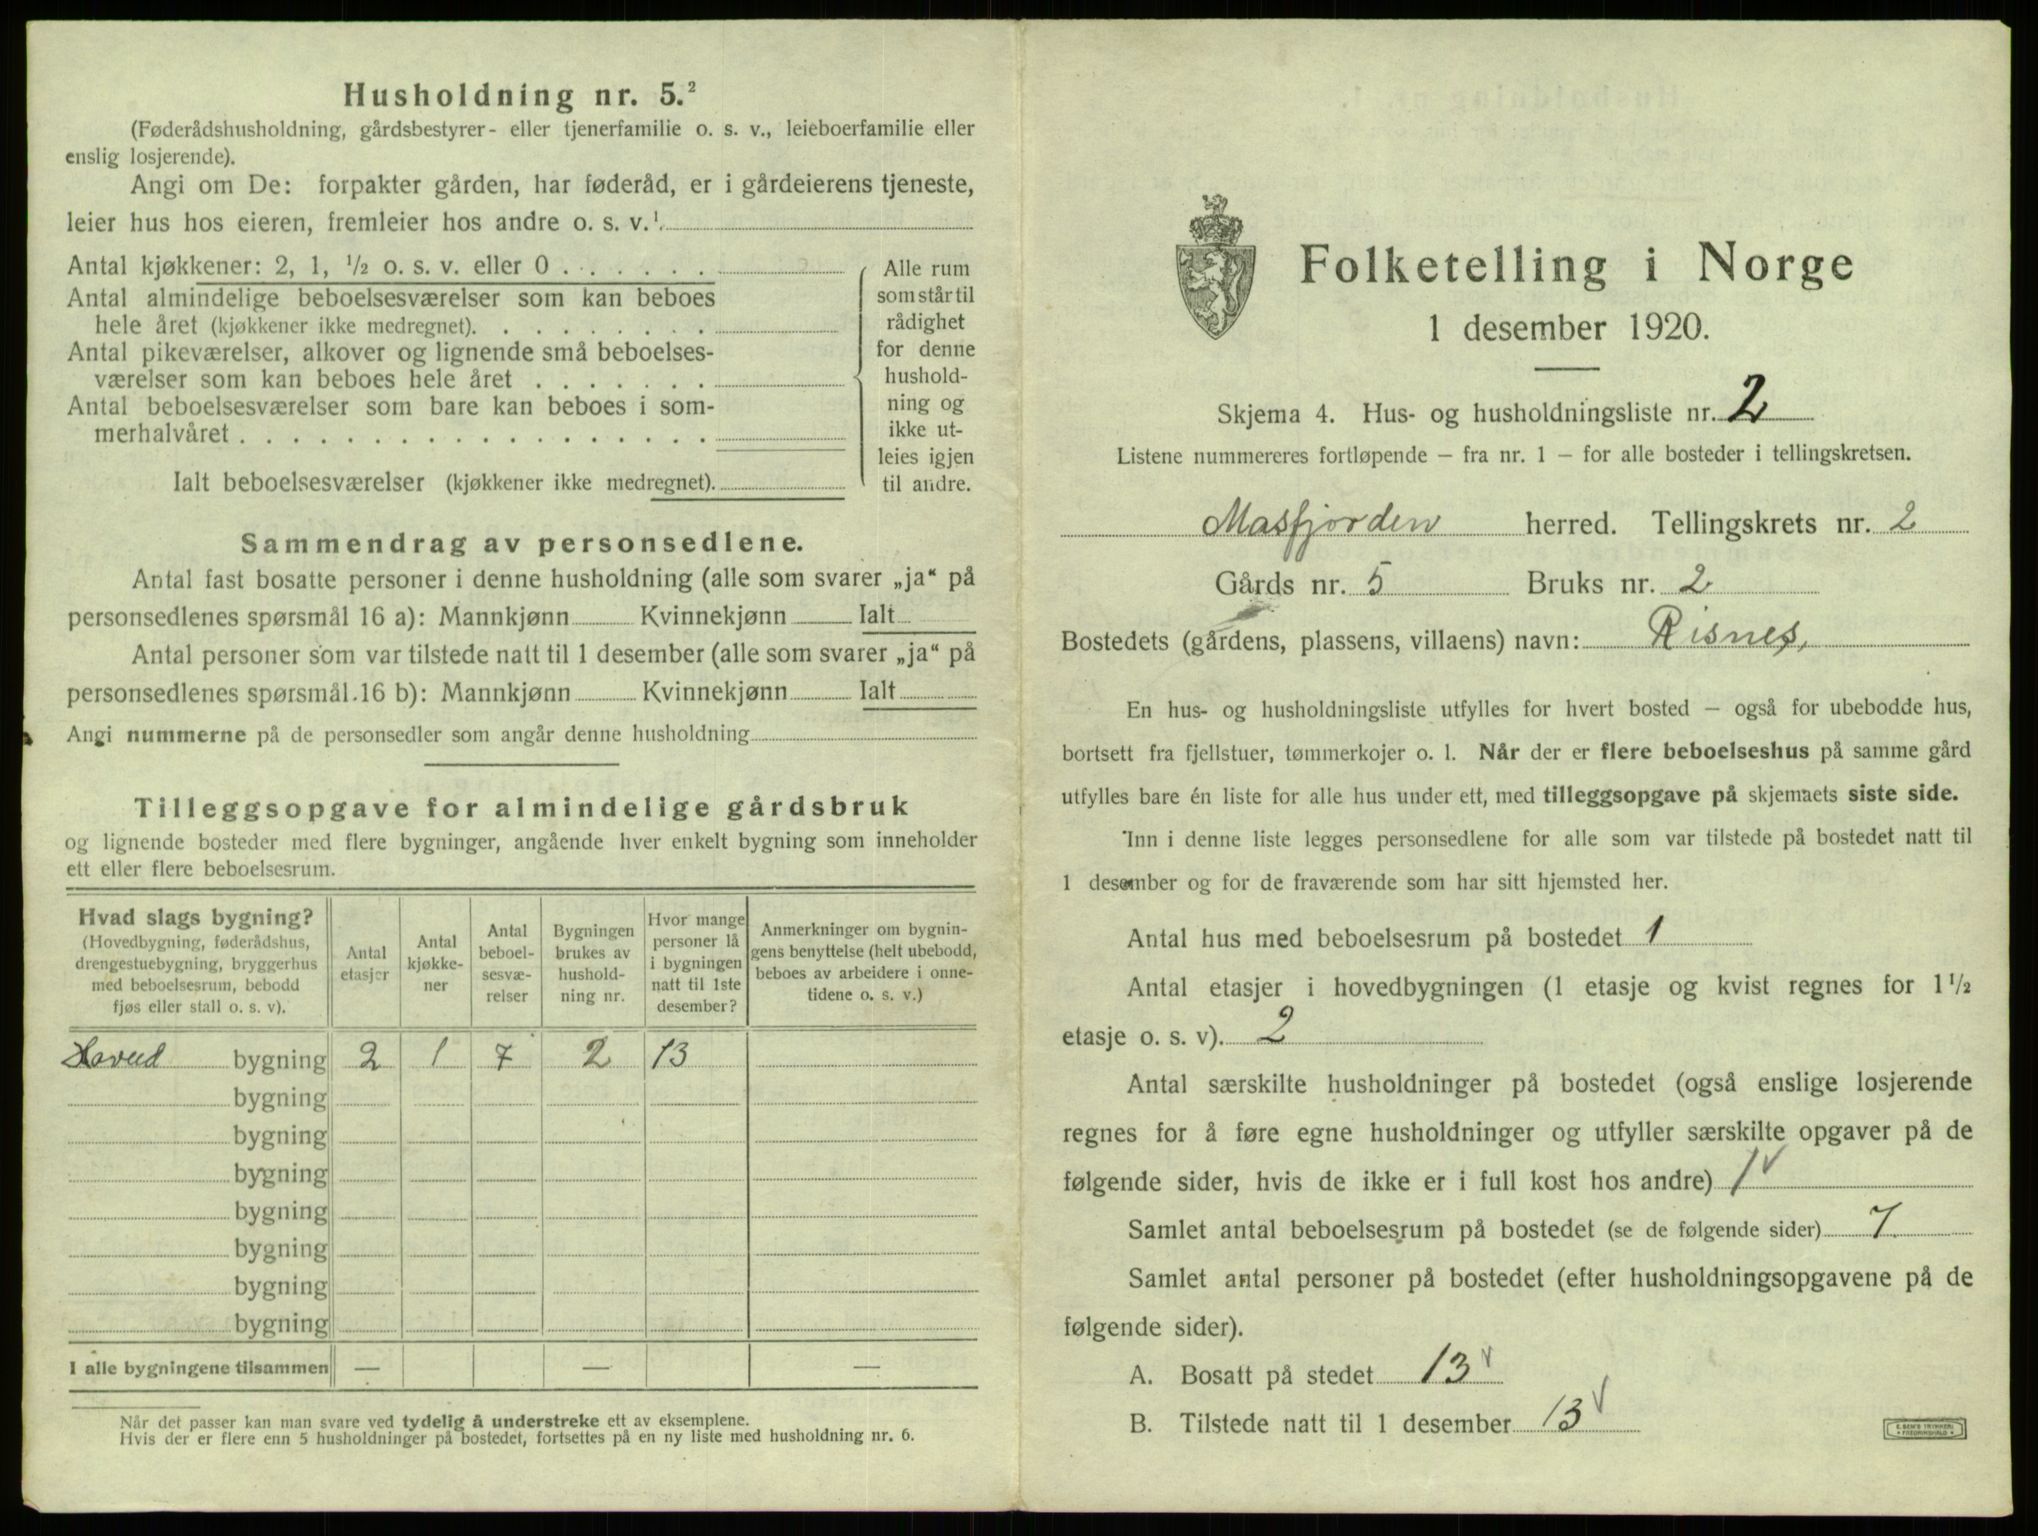 Husholdning nr. 5.²
(Føderådshusholdning, gårdsbestyrer- eller tjenerfamilie o. s. v., leieboerfamilie eller
enslig losjerende).
Angi om De: forpakter gården, har føderåd, er i gårdeierens tjeneste,
leier hus hos eieren, fremleier hos andre o. s. v.¹
Antal kjøkkener: 2, 1, ½ o. s. v. eller 0 . . . . . .
Antal almindelige beboelsesværelser som kan beboes
hele året (kjøkkener ikke medregnet). . . . . . . . .
Antal pikeværelser, alkover og lignende små beboelses-
værelser som kan beboes hele året . . . . . . .
Antal beboelsesværelser som bare kan beboes i som-
merhalvåret . . . . . . . . . . . . . . . . . .
Ialt beboelsesværelser (kjøkkener ikke medregnet).
Alle rum
som står til
rådighet
for denne
hushold-
ning og
ikke ut-
leies igjen
til andre.
Sammendrag av personsedlene.
Antal fast bosatte personer i denne husholdning (alle som svarer „ja“ på
personsedlenes spørsmål 16 a): Mannkjønn Kvinnekjønn Ialt
Antal personer som var tilstede natt til 1 desember (alle som svarer „ja“ på
personsedlenes spørsmål 16 b): Mannkjønn Kvinnekjønn Ialt
Angi nummerne på de personsedler som angår denne husholdning
Tilleggsopgave for almindelige gårdsbruk
og lignende bosteder med flere bygninger, angående hver enkelt bygning som inneholder
ett eller flere beboelsesrum.
Hvad slags bygning?
(Hovedbygning, føderådshus,
drengestuebygning, bryggerhus
med beboelsesrum, bebodd
fjøs eller stall o. s. v).
Antal
etasjer
Antal
kjøkke-
ner
Antal
beboel-
sesvæ-
relser
Bygningen
brukes av
hushold-
ning nr.
Hvor mange
personer lå
i bygningen
natt til 1ste
desember?
Anmerkninger om bygnin-
gens benyttelse (helt ubebodd,
beboes av arbeidere i onne-
tidene o. s. v.)
Hoved bygning 2 1 7 2 13
bygning
bygning
bygning
bygning
bygning
bygning
bygning
I alle bygningene tilsammen — — —
Når det passer kan man svare ved tydelig å understreke ett av eksemplene.
Hvis der er flere enn 5 husholdninger på bostedet, fortsettes på en ny liste med husholdning nr. 6.
Folketelling i Norge
1 desember 1920.
Skjema 4. Hus- og husholdningsliste nr. 2
Listene nummereres fortløpende – fra nr. 1 – for alle bosteder i tellingskretsen.
Masfjorden herred. Tellingskrets nr. 2
Gårds nr. 5 Bruks nr. 2
Bostedets (gårdens, plassens, villaens) navn: Risnes,
En hus- og husholdningsliste utfylles for hvert bosted – også for ubebodde hus,
bortsett fra fjellstuer, tømmerkojer o. l. Når der er flere beboelseshus på samme gård
utfylles bare én liste for alle hus under ett, med tilleggsopgave på skjemaets siste side.
Inn i denne liste legges personsedlene for alle som var tilstede på bostedet natt til
1 desember og for de fraværende som har sitt hjemsted her.
Antal hus med beboelsesrum på bostedet 1
Antal etasjer i hovedbygningen (1 etasje og kvist regnes for 1½
etasje o. s. v). 2
Antal særskilte husholdninger på bostedet (også enslige losjerende
regnes for å føre egne husholdninger og utfyller særskilte opgaver på de
følgende sider, hvis de ikke er i full kost hos andre) 1 v
Samlet antal beboelsesrum på bostedet (se de følgende sider) 7
Samlet antal personer på bostedet (efter husholdningsopgavene på de
følgende sider).
A. Bosatt på stedet 13 v
B. Tilstede natt til 1 desember 13 v
E. SEM'S TRYKKERI
FREDRIKSHALD